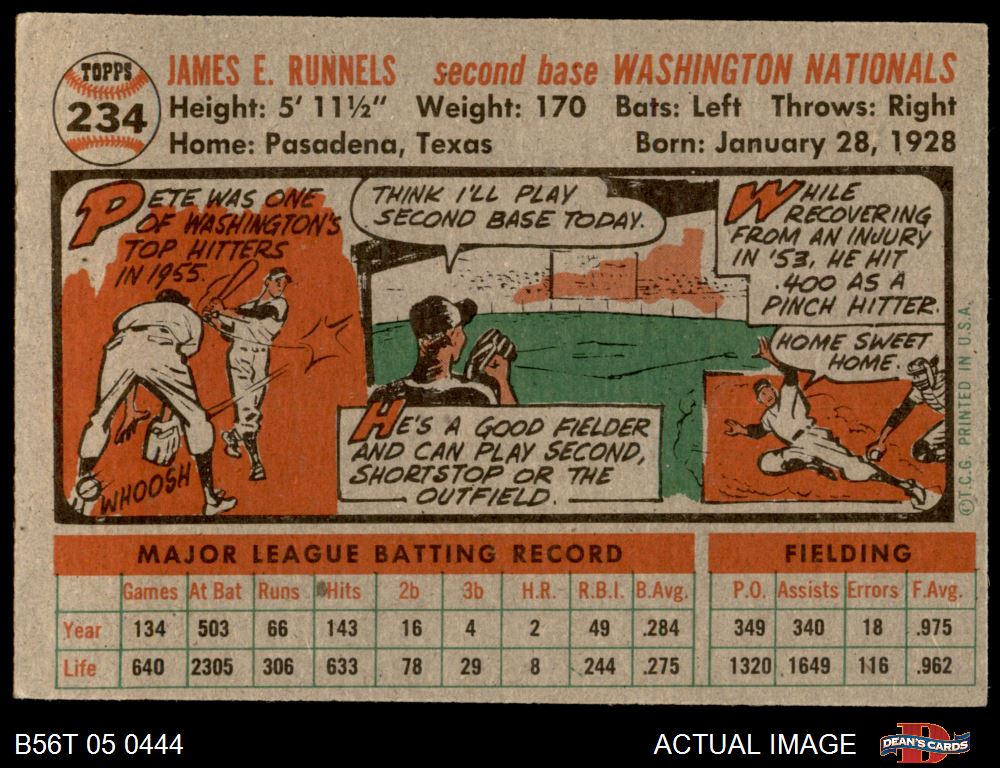 TOPPS
234
JAMES E. RUNNELS second base WASHINGTON NATIONALS
Height: 5' 11½" Weight: 170 Bats: Left Throws: Right
Home: Pasadena, Texas Born: January 28, 1928
PETE WAS ONE
OF WASHINGTON'S
TOP HITTERS
IN 1955.
WHOOSH
THINK I'LL PLAY
SECOND BASE TODAY.
HE'S A GOOD FIELDER
AND CAN PLAY SECOND,
SHORTSTOP OR THE
OUTFIELD.
WHILE
RECOVERING
FROM AN INJURY
IN '53, HE HIT
.400 AS A
PINCH HITTER.
HOME SWEET
HOME.
©T.C.G. PRINTED IN U.S.A.
MAJOR LEAGUE BATTING RECORD FIELDING
Games At Bat Runs Hits 2b 3b H.R. R.B.I. B.Avg. P.O. Assists Errors F.Avg.
Year 134 503 66 143 16 4 2 49 .284 349 340 18 .975
Life 640 2305 306 633 78 29 8 244 .275 1320 1649 116 .962
B56T 05 0444 ACTUAL IMAGE DEAN'S CARDS